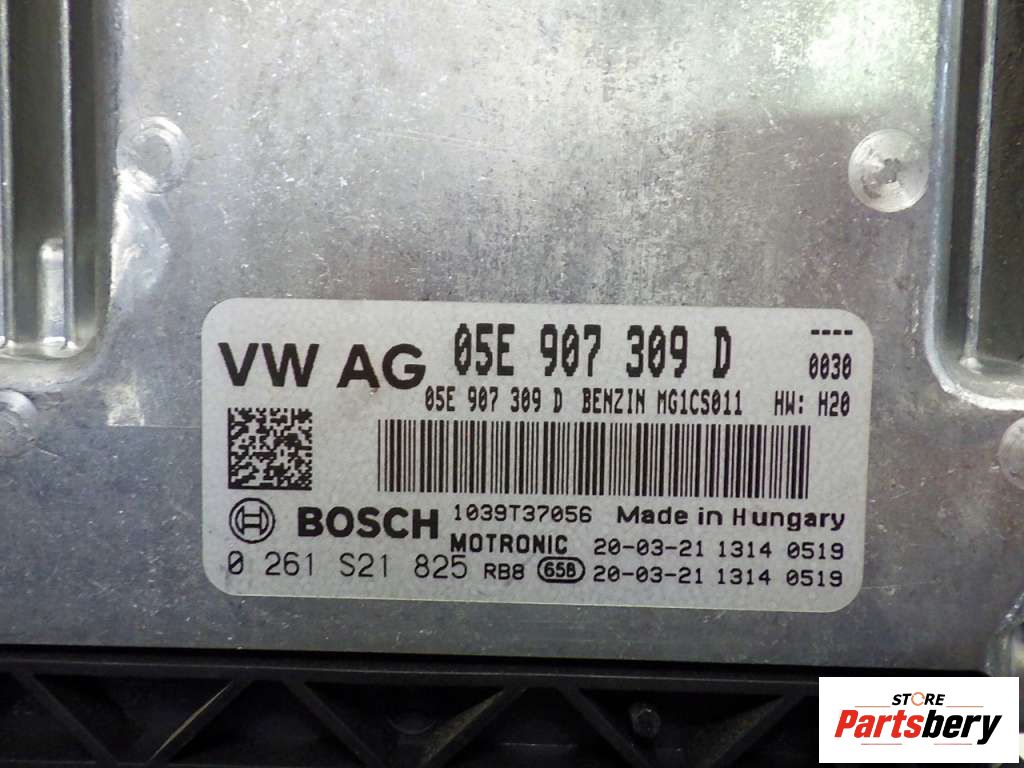 VW AG 05E 907 309 D ----
0030
05E 907 309 D BENZIN MG1CS011 HW: H20
BOSCH 1039T37056 Made in Hungary
MOTRONIC 20-03-21 1314 0519
0 261 S21 825 RB8 65B 20-03-21 1314 0519
STORE
Partsbery